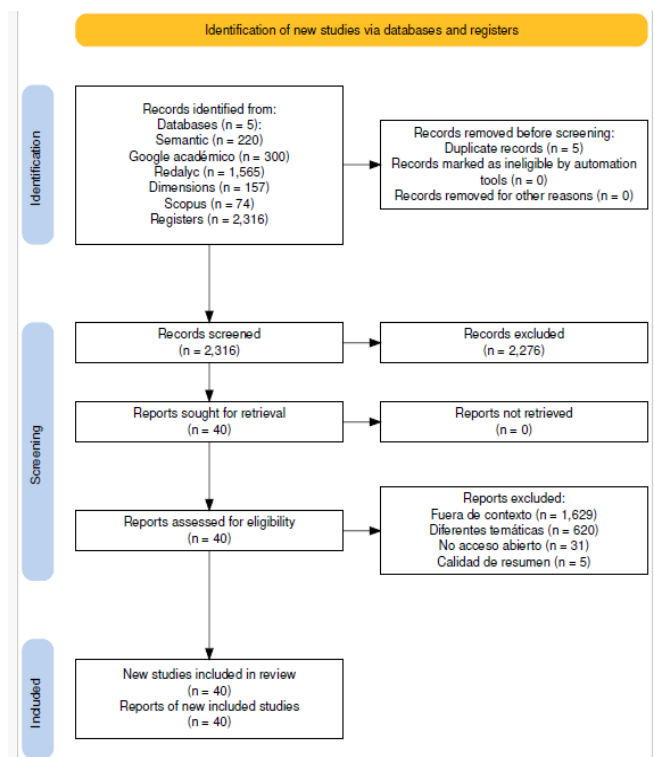 Identification of new studies via databases and registers
Identification
Records identified from:
Databases (n = 5):
Semantic (n = 220)
Google académico (n = 300)
Redalyc (n = 1,565)
Dimensions (n = 157)
Scopus (n = 74)
Registers (n = 2,316)
Records removed before screening:
Duplicate records (n = 5)
Records marked as ineligible by automation
tools (n = 0)
Records removed for other reasons (n = 0)
Screening
Records screened
(n = 2,316)
Records excluded
(n = 2,276)
Reports sought for retrieval
(n = 40)
Reports not retrieved
(n = 0)
Reports assessed for eligibility
(n = 40)
Reports excluded:
Fuera de contexto (n = 1,629)
Diferentes temáticas (n = 620)
No acceso abierto (n = 31)
Calidad de resumen (n = 5)
Included
New studies included in review
(n = 40)
Reports of new included studies
(n = 40)